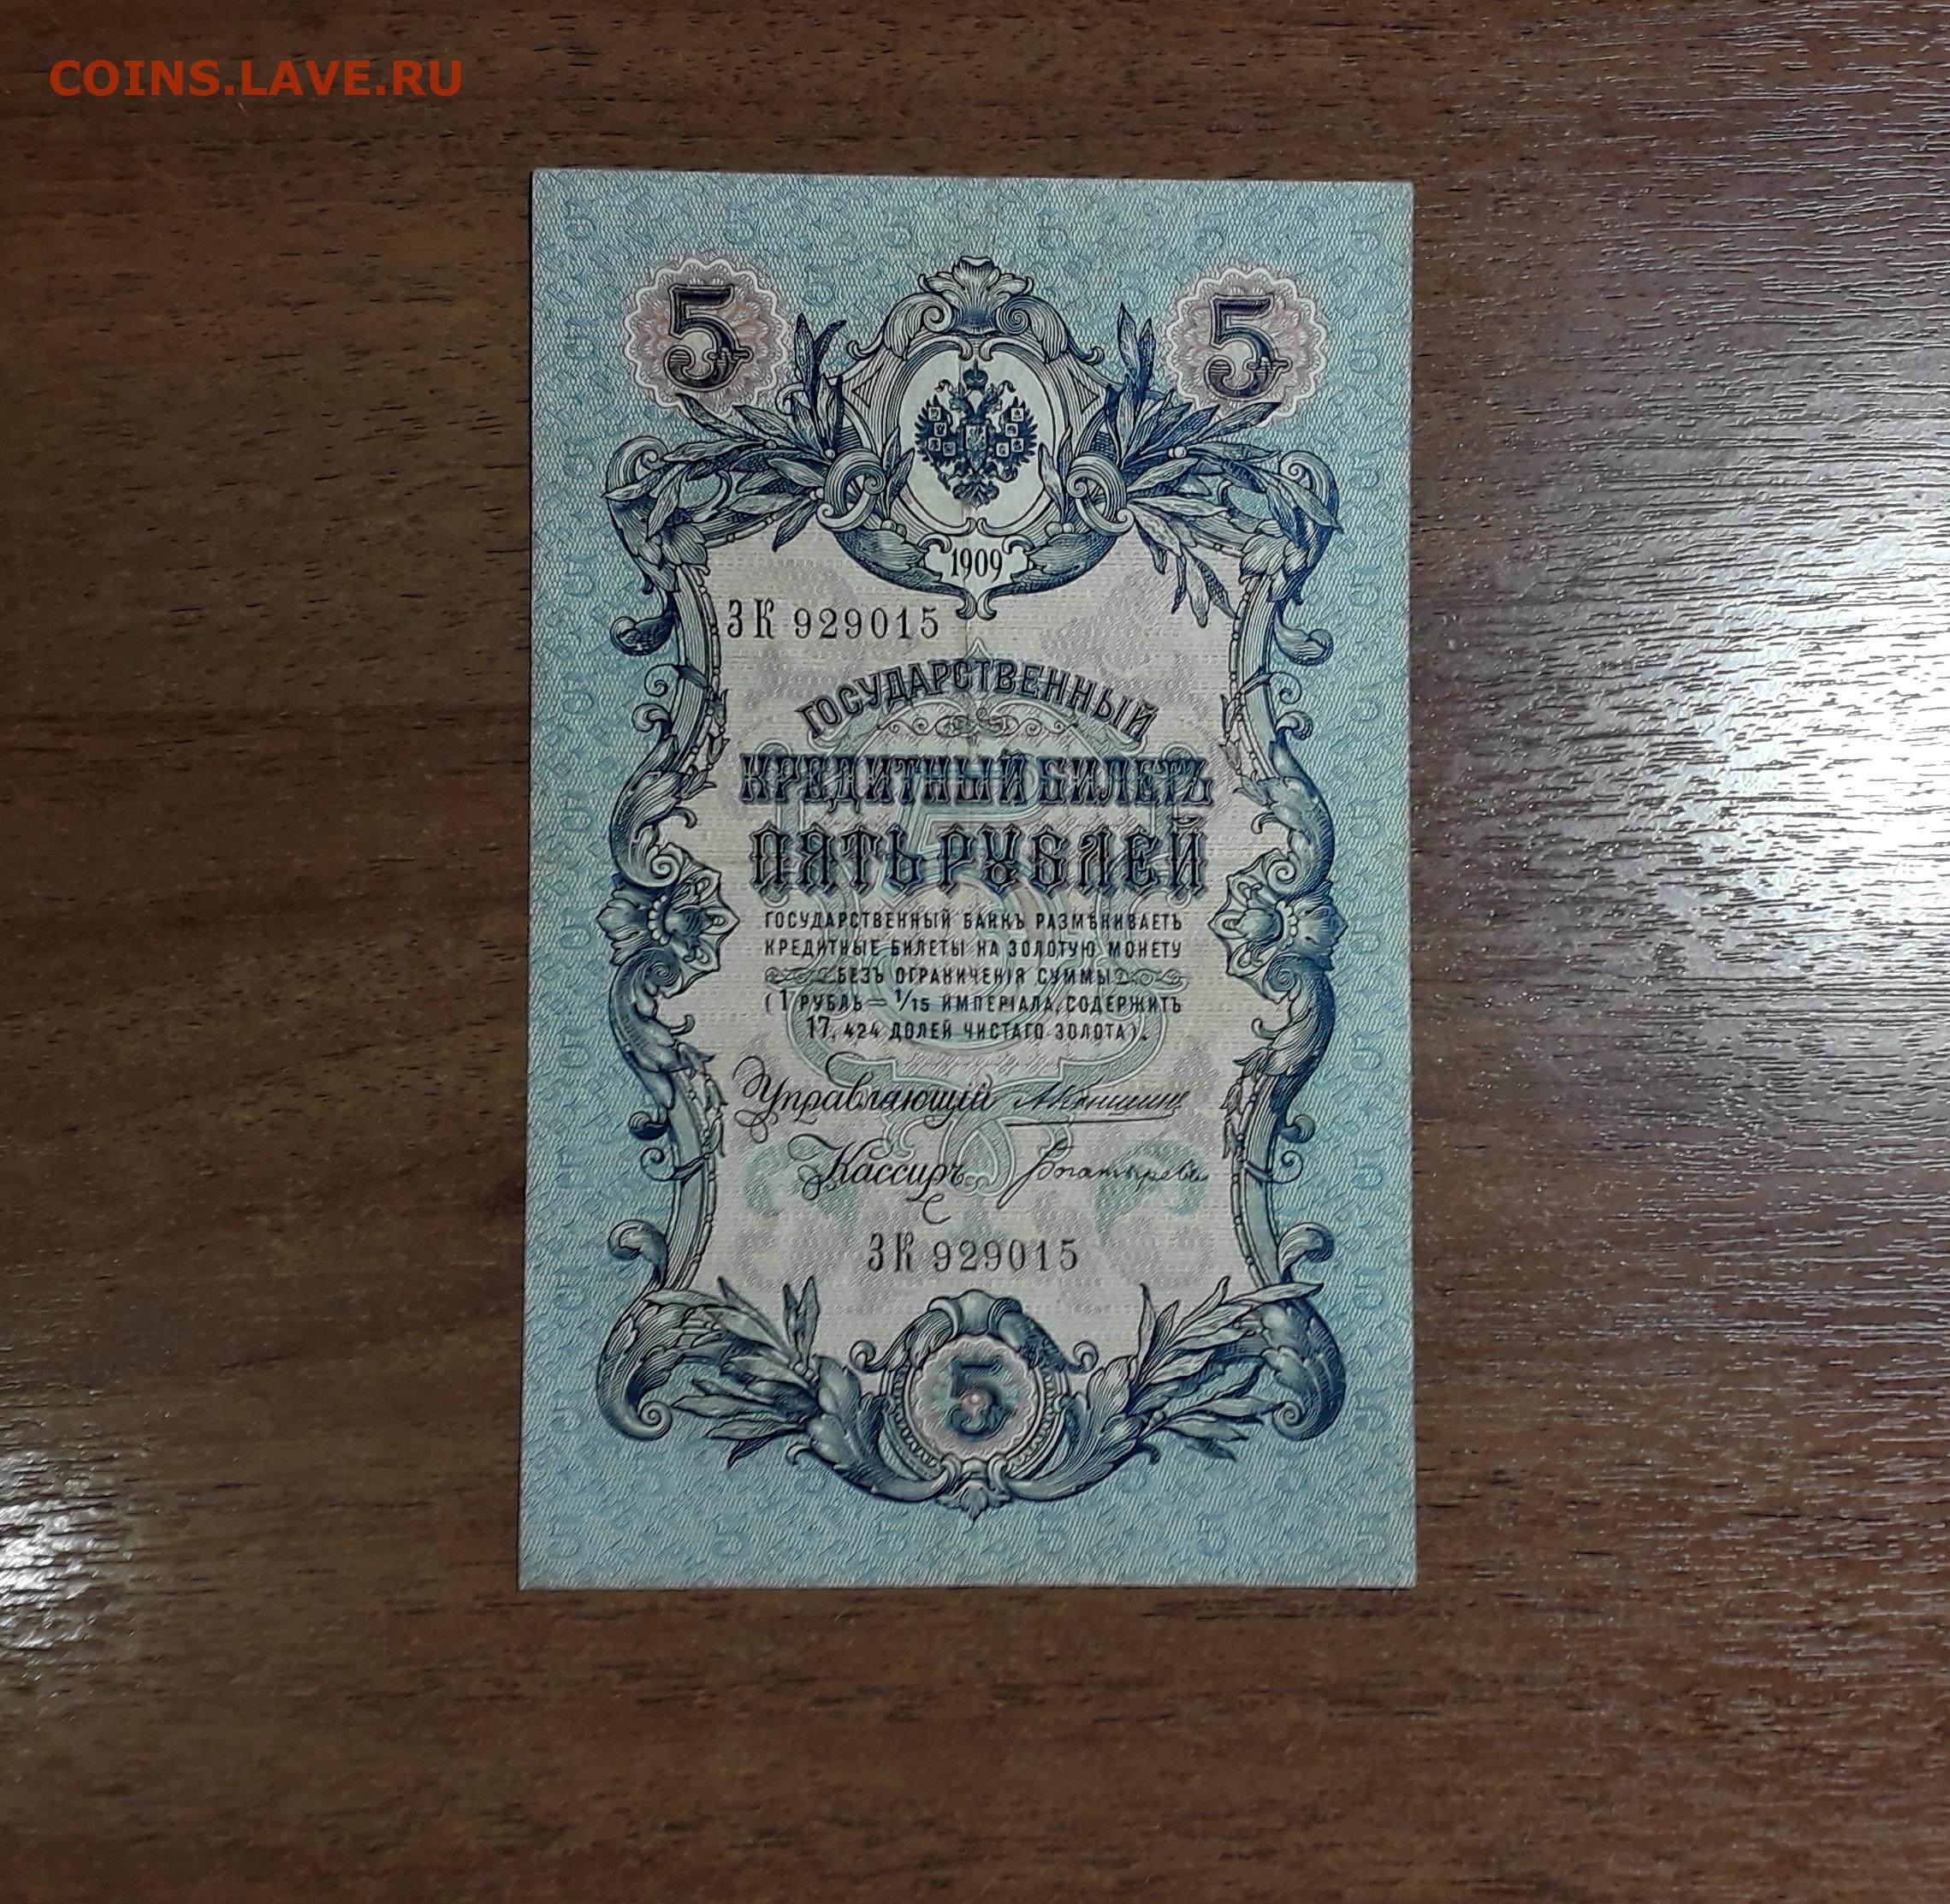 COINS.LAVE.RU
5 5
1909
ЗК 929015
ГОСУДАРСТВЕННЫЙ
КРЕДИТНЫЙ БИЛЕТЪ
ПЯТЬ РУБЛЕЙ
ГОСУДАРСТВЕННЫЙ БАНКЪ РАЗМѢНИВАЕТЪ
КРЕДИТНЫЕ БИЛЕТЫ НА ЗОЛОТУЮ МОНЕТУ
БЕЗЪ ОГРАНИЧЕНІЯ СУММЫ
(1 РУБЛЬ = 1/15 ИМПЕРІАЛА, СОДЕРЖИТЪ
17,424 ДОЛЕЙ ЧИСТАГО ЗОЛОТА).
Управляющій АКоншинъ
Кассиръ Богатыревъ
ЗК 929015
5